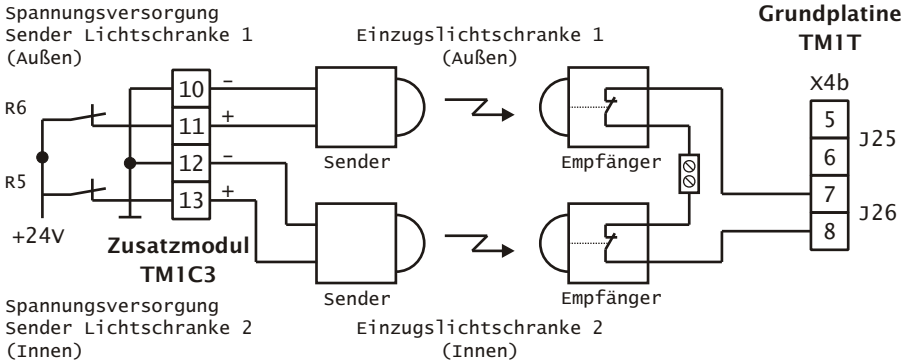 Spannungsversorgung
Sender Lichtschranke 1
(Außen)
Einzugslichtschranke 1
(Außen)
Grundplatine
TM1T
X4b
R6
10
–
11
+
12
–
13
+
R5
+24V
Sender
Empfänger
5
6
7
8
J25
J26
Zusatzmodul
TM1C3
Sender
Empfänger
Spannungsversorgung
Sender Lichtschranke 2
(Innen)
Einzugslichtschranke 2
(Innen)